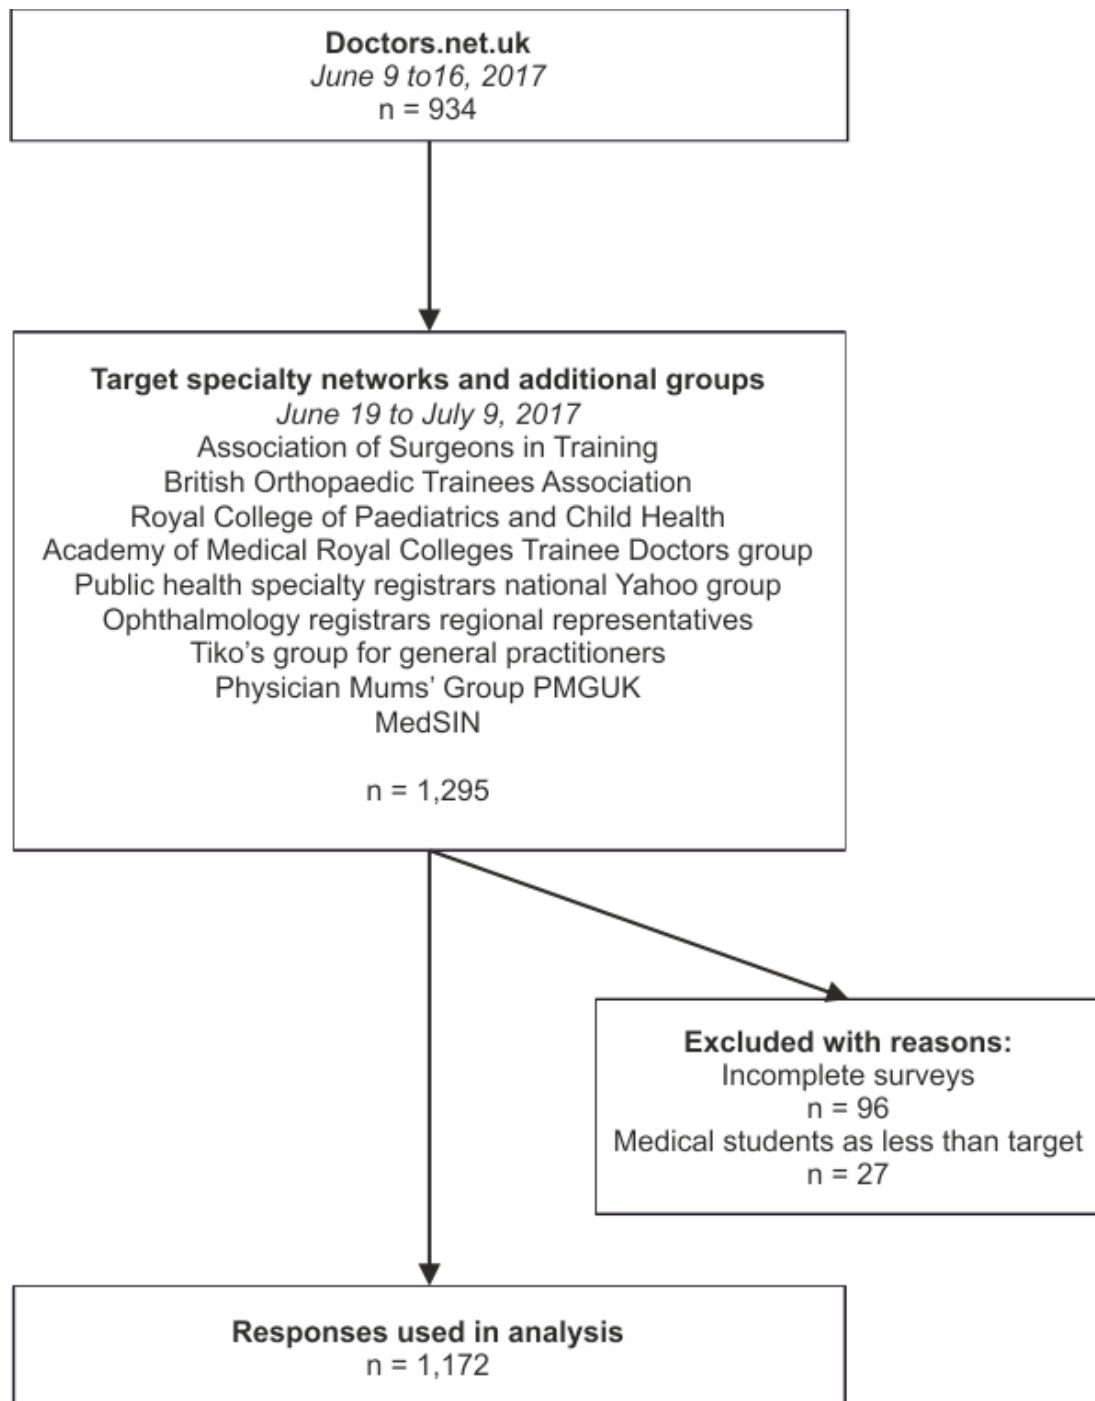 Doctors.net.uk
June 9 to16, 2017
n = 934
Target specialty networks and additional groups
June 19 to July 9, 2017
Association of Surgeons in Training
British Orthopaedic Trainees Association
Royal College of Paediatrics and Child Health
Academy of Medical Royal Colleges Trainee Doctors group
Public health specialty registrars national Yahoo group
Ophthalmology registrars regional representatives
Tiko’s group for general practitioners
Physician Mums’ Group PMGUK
MedSIN
n = 1,295
Excluded with reasons:
Incomplete surveys
n = 96
Medical students as less than target
n = 27
Responses used in analysis
n = 1,172